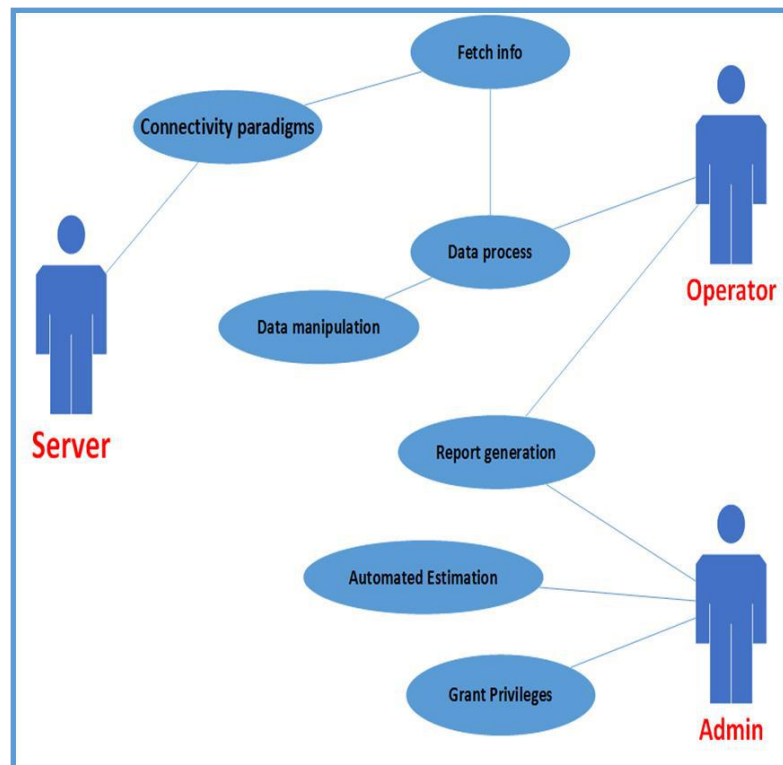 Fetch info
Connectivity paradigms
Data process
Operator
Data manipulation
Server
Report generation
Automated Estimation
Grant Privileges
Admin